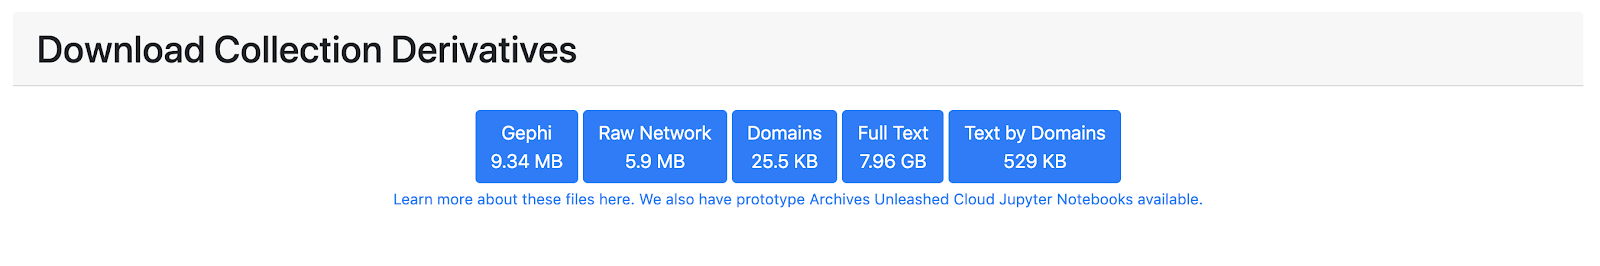 Download Collection Derivatives
Gephi
9.34 MB
Raw Network
5.9 MB
Domains
25.5 KB
Full Text
7.96 GB
Text by Domains
529 KB
Learn more about these files here. We also have prototype Archives Unleashed Cloud Jupyter Notebooks available.